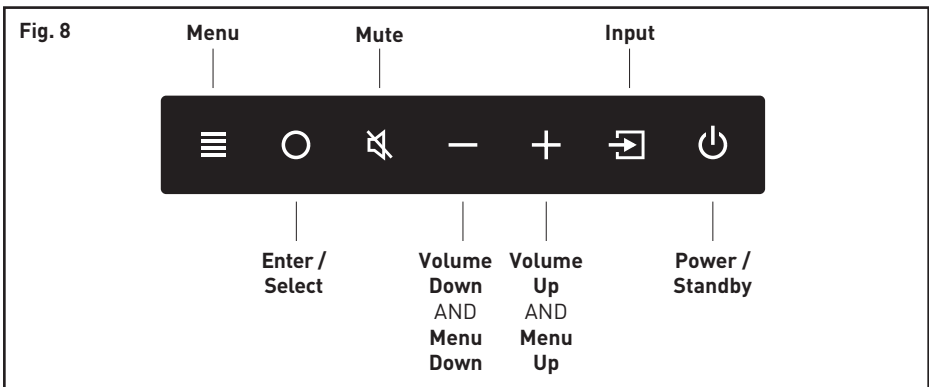 Fig. 8
Menu
Mute
Input
Enter /
Select
Volume
Down
AND
Menu
Down
Volume
Up
AND
Menu
Up
Power /
Standby